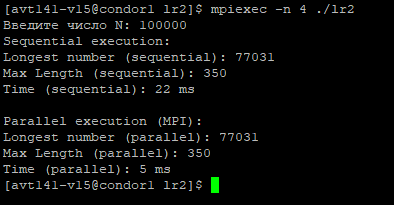 [avt141-v15@condor1 lr2]$ mpiexec -n 4 ./lr2
Введите число N: 100000
Sequential execution:
Longest number (sequential): 77031
Max Length (sequential): 350
Time (sequential): 22 ms

Parallel execution (MPI):
Longest number (parallel): 77031
Max Length (parallel): 350
Time (parallel): 5 ms
[avt141-v15@condor1 lr2]$